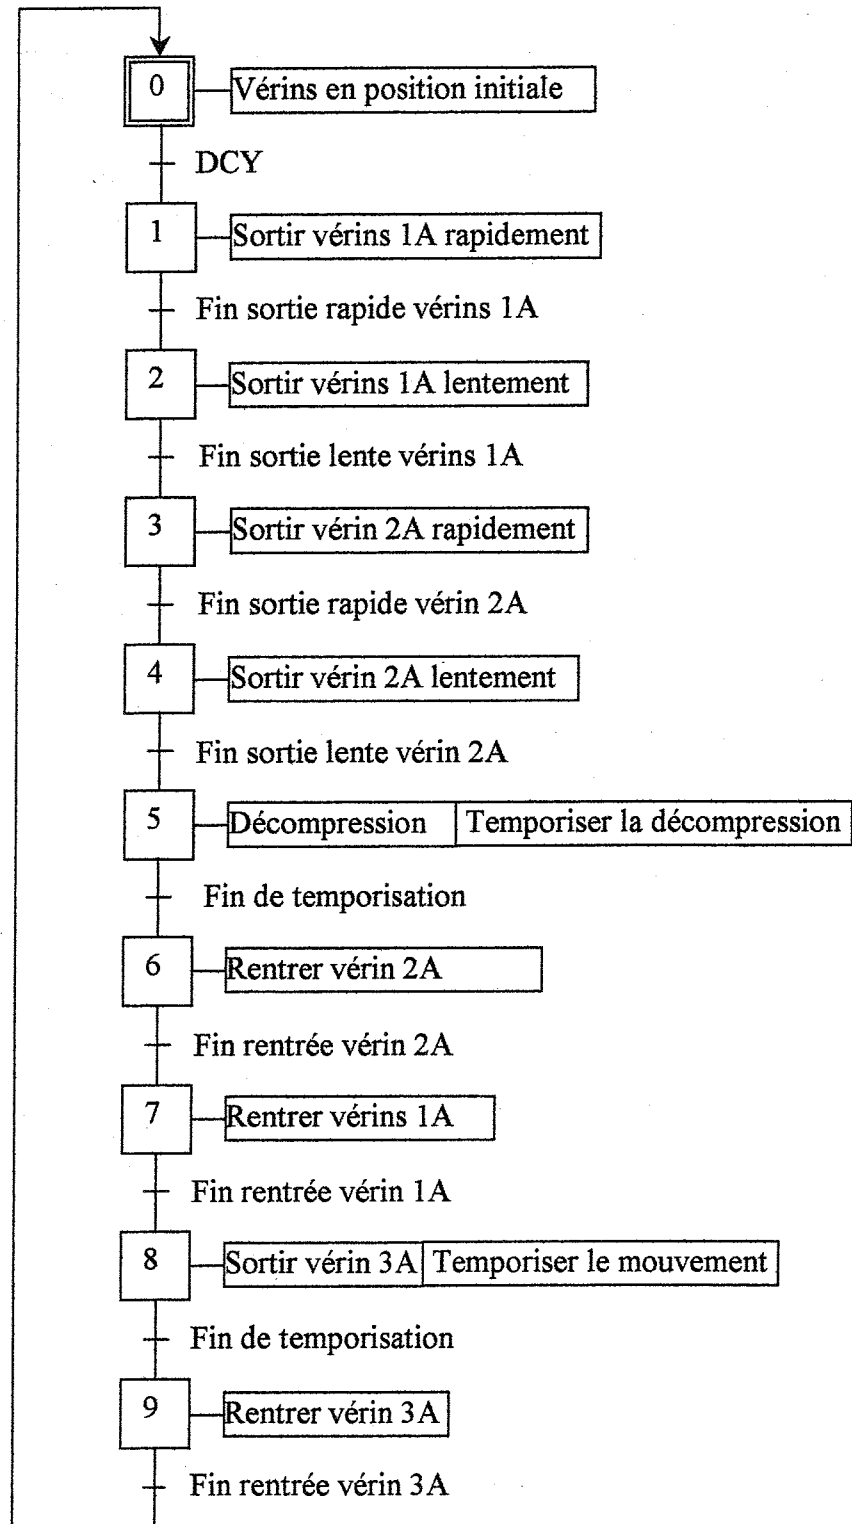 0 Vérins en position initiale
DCY
1 Sortir vérins 1A rapidement
Fin sortie rapide vérins 1A
2 Sortir vérins 1A lentement
Fin sortie lente vérins 1A
3 Sortir vérin 2A rapidement
Fin sortie rapide vérin 2A
4 Sortir vérin 2A lentement
Fin sortie lente vérin 2A
5 Décompression Temporiser la décompression
Fin de temporisation
6 Rentrer vérin 2A
Fin rentrée vérin 2A
7 Rentrer vérins 1A
Fin rentrée vérin 1A
8 Sortir vérin 3A Temporiser le mouvement
Fin de temporisation
9 Rentrer vérin 3A
Fin rentrée vérin 3A